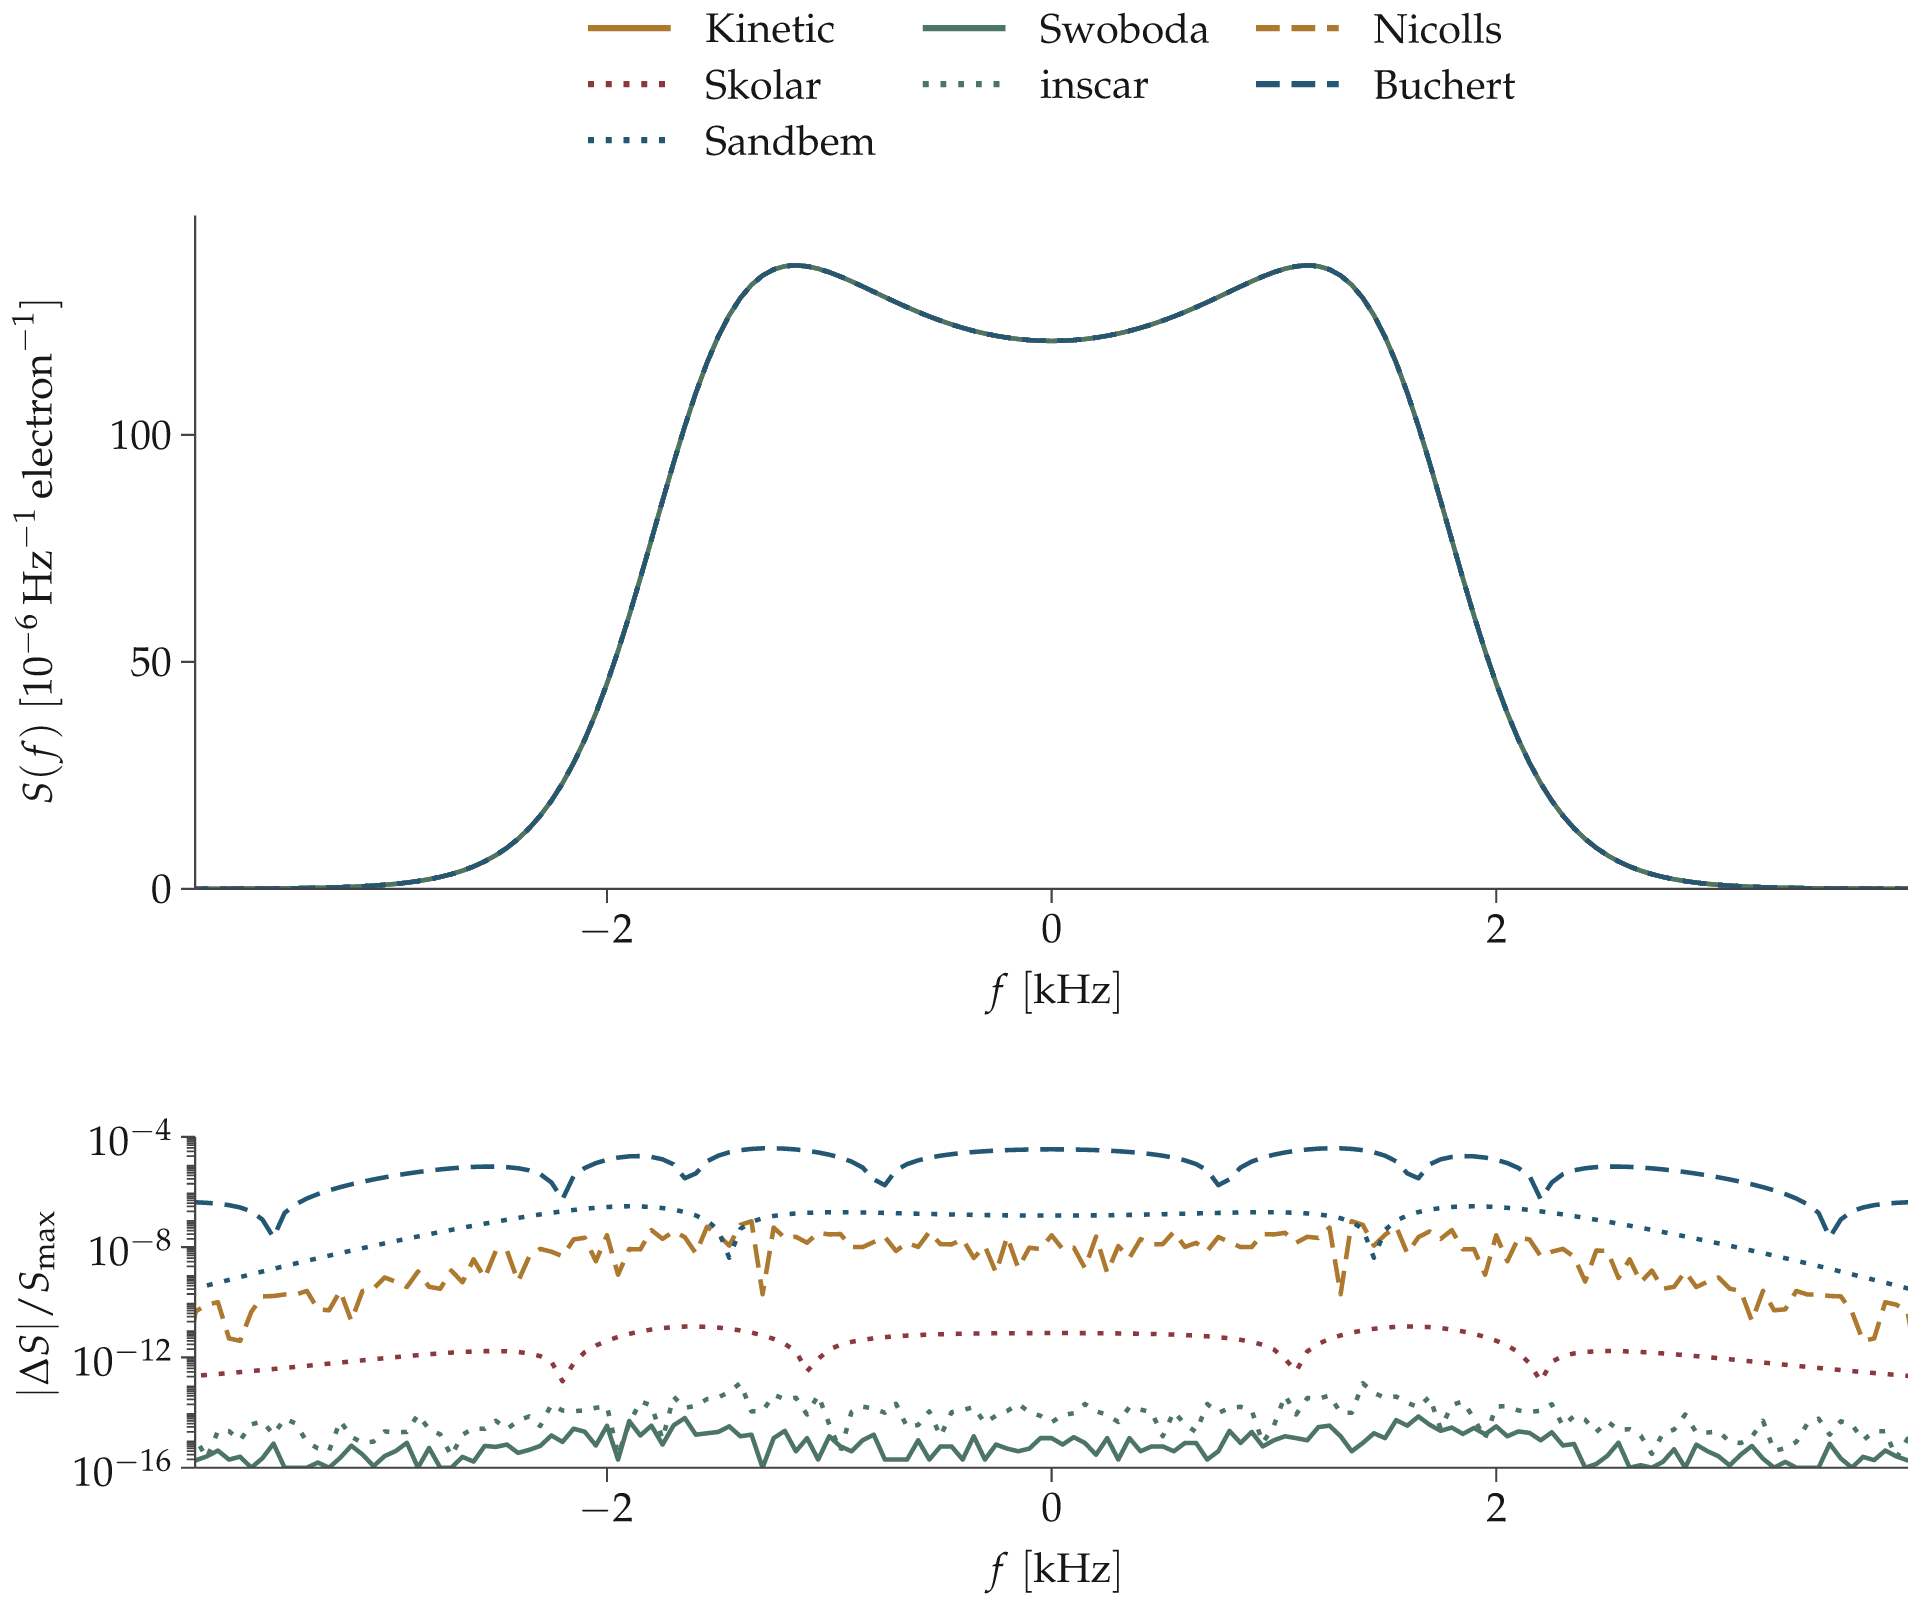 Kinetic Swoboda Nicolls
Skolar inscar Buchert
Sandbem
S(f) [10⁻⁶ Hz⁻¹ electron⁻¹]
100
50
0
−2 0 2
f [kHz]
|ΔS| / Smax
10⁻⁴
10⁻⁸
10⁻¹²
10⁻¹⁶
−2 0 2
f [kHz]